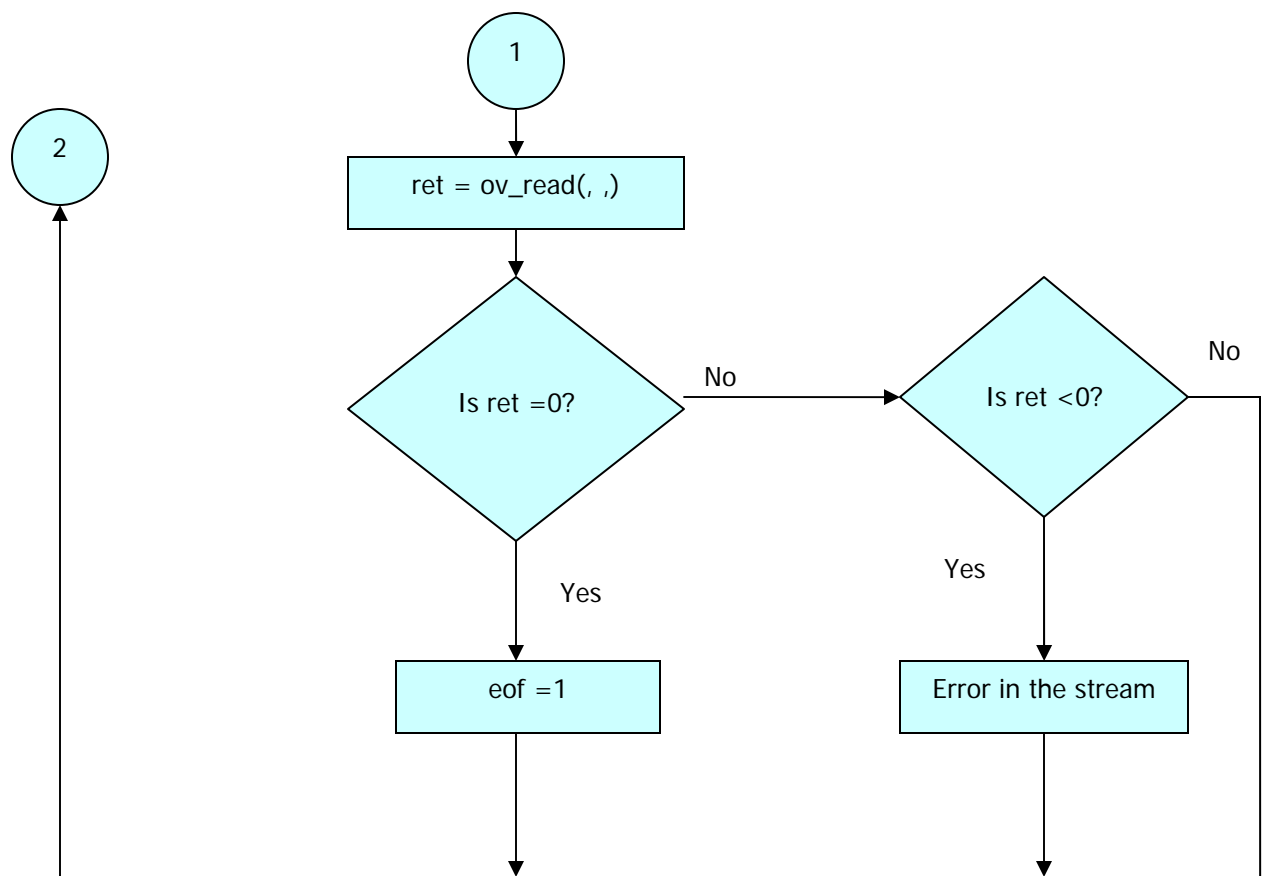 1
2
ret = ov_read(, ,)
No
No
Is ret =0?
Is ret <0?
Yes
Yes
eof =1
Error in the stream